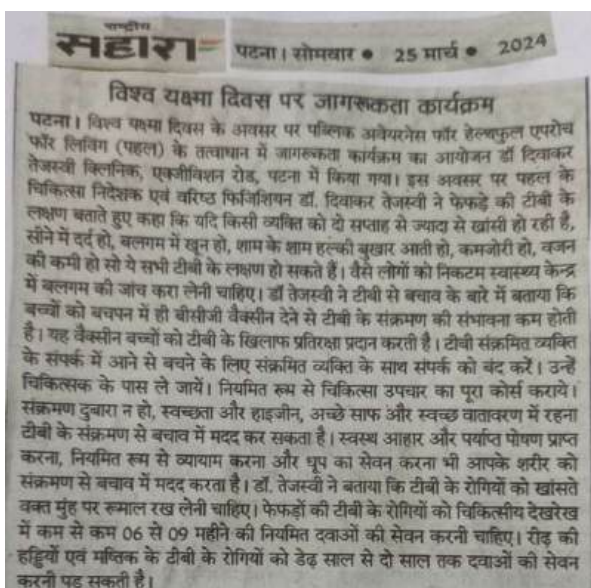 राष्ट्रीय
सहारा
पटना। सोमवार ● 25 मार्च ● 2024
विश्व यक्ष्मा दिवस पर जागरूकता कार्यक्रम
पटना। विश्व यक्ष्मा दिवस के अवसर पर पब्लिक अवेयरनेस फॉर हेल्थफुल एपरोच
फॉर लिविंग (पहल) के तत्वाधान में जागरूकता कार्यक्रम का आयोजन डॉ दिवाकर
तेजस्वी क्लिनिक, एक्जीविशन रोड, पटना में किया गया। इस अवसर पर पहल के
चिकित्सा निदेशक एवं वरिष्ठ फिजिशियन डॉ. दिवाकर तेजस्वी ने फेफड़े की टीबी के
लक्षण बताते हुए कहा कि यदि किसी व्यक्ति को दो सप्ताह से ज्यादा से खांसी हो रही है,
सीने में दर्द हो, बलगम में खून हो, शाम के शाम हल्की बुखार आती हो, कमजोरी हो, वजन
की कमी हो सो ये सभी टीबी के लक्षण हो सकते हैं। वैसे लोगों को निकटम स्वास्थ्य केन्द्र
में बलगम की जांच करा लेनी चाहिए। डॉ तेजस्वी ने टीबी से बचाव के बारे में बताया कि
बच्चों को बचपन में ही बीसीजी वैक्सीन देने से टीबी के संक्रमण की संभावना कम होती
है। यह वैक्सीन बच्चों को टीबी के खिलाफ प्रतिरक्षा प्रदान करती है। टीबी संक्रमित व्यक्ति
के संपर्क में आने से बचने के लिए संक्रमित व्यक्ति के साथ संपर्क को बंद करें। उन्हें
चिकित्सक के पास ले जायें। नियमित रूप से चिकित्सा उपचार का पूरा कोर्स कराये।
संक्रमण दुबारा न हो, स्वच्छता और हाइजीन, अच्छे साफ और स्वच्छ वातावरण में रहना
टीबी के संक्रमण से बचाव में मदद कर सकता है। स्वस्थ आहार और पर्याप्त पोषण प्राप्त
करना, नियमित रूप से व्यायाम करना और धूप का सेवन करना भी आपके शरीर को
संक्रमण से बचाव में मदद करता है। डॉ. तेजस्वी ने बताया कि टीबी के रोगियों को खांसते
वक्त मुंह पर रूमाल रख लेनी चाहिए। फेफड़ों की टीबी के रोगियों को चिकित्सीय देखरेख
में कम से कम 06 से 09 महीने की नियमित दवाओं की सेवन करनी चाहिए। रीढ़ की
हड्डियों एवं मष्तिक के टीबी के रोगियों को डेढ़ साल से दो साल तक दवाओं की सेवन
करनी पड़ सकती है।